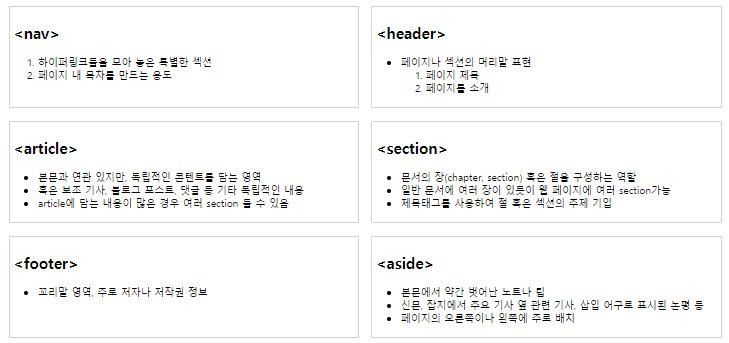 <nav>
1. 하이퍼링크들을 모아 놓은 특별한 섹션
2. 페이지 내 목차를 만드는 용도
<header>
• 페이지나 섹션의 머리말 표현
1. 페이지 제목
2. 페이지를 소개
<article>
• 본문과 연관 있지만, 독립적인 콘텐트를 담는 영역
• 혹은 보조 기사, 블로그 포스트, 댓글 등 기타 독립적인 내용
• article에 담는 내용이 많은 경우 여러 section 둘 수 있음
<section>
• 문서의 장(chapter, section) 혹은 절을 구성하는 역할
• 일반 문서에 여러 장이 있듯이 웹 페이지에 여러 section가능
• 제목태그를 사용하여 절 혹은 섹션의 주제 기입
<footer>
• 꼬리말 영역, 주로 저자나 저작권 정보
<aside>
• 본문에서 약간 벗어난 노트나 팁
• 신문, 잡지에서 주요 기사 옆 관련 기사, 삽입 어구로 표시된 논평 등
• 페이지의 오른쪽이나 왼쪽에 주로 배치